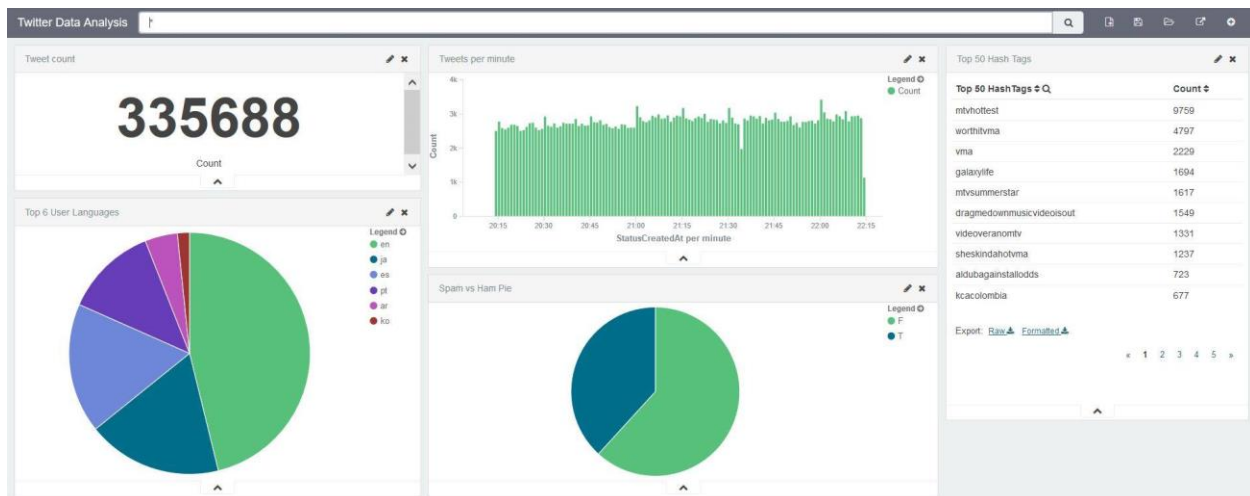 Twitter Data Analysis *
Tweet count
335688
Count
Top 6 User Languages
Legend
en
ja
es
pt
ar
ko
Tweets per minute
Legend
Count
4k
3k
2k
1k
0
Count
20:15 20:30 20:45 21:00 21:15 21:30 21:45 22:00 22:15
StatusCreatedAt per minute
Spam vs Ham Pie
Legend
F
T
Top 50 Hash Tags
Top 50 HashTags Count
mtvhottest 9759
worthitvma 4797
vma 2229
galaxylife 1694
mtvsummerstar 1617
dragmedownmusicvideoisout 1549
videoveranomtv 1331
sheskindahotvma 1237
aldubagainstallodds 723
kcacolombia 677
Export: Raw Formatted
« 1 2 3 4 5 »